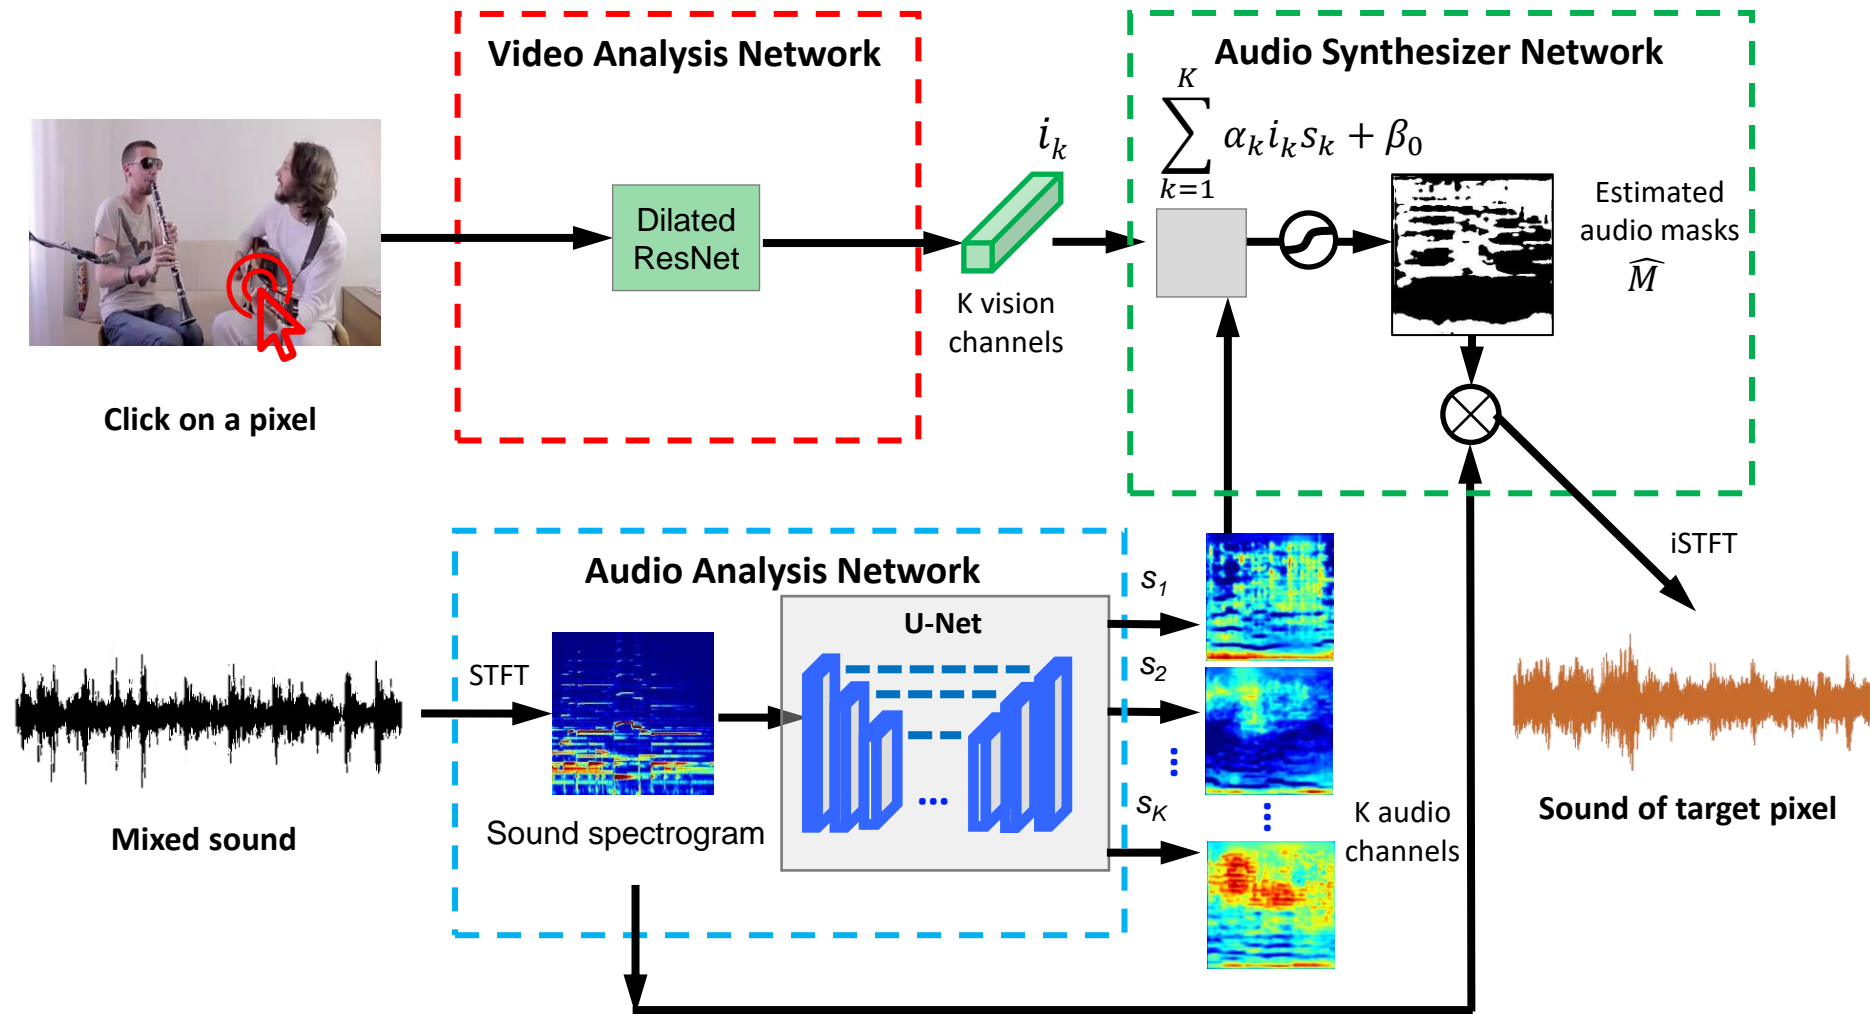 Video Analysis Network
Dilated
ResNet
Click on a pixel
i_k
K vision
channels
Audio Synthesizer Network
\sum_{k=1}^{K} α_k i_k s_k + β_0
Estimated
audio masks
\widehat{M}
Audio Analysis Network
STFT
U-Net
Sound spectrogram
Mixed sound
s_1
s_2
s_K
K audio
channels
iSTFT
Sound of target pixel